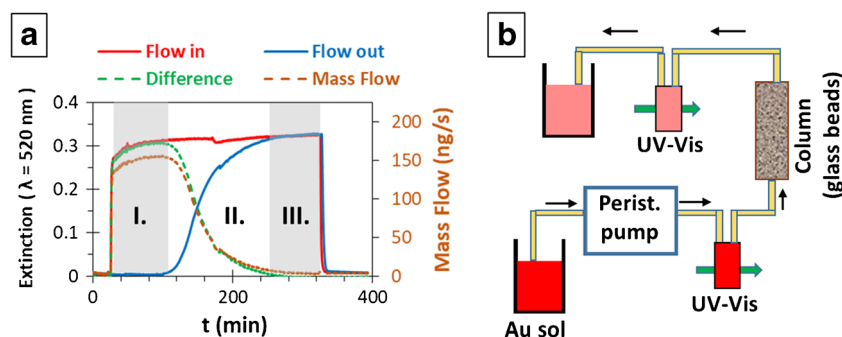 a
Flow in
Flow out
Difference
Mass Flow
Extinction ( λ = 520 nm )
0.4
0.3
0.2
0.1
0
I.
II.
III.
200
150
100
50
0
Mass Flow (ng/s)
0
200
400
t (min)
b
UV-Vis
Column
(glass beads)
Perist.
pump
UV-Vis
Au sol